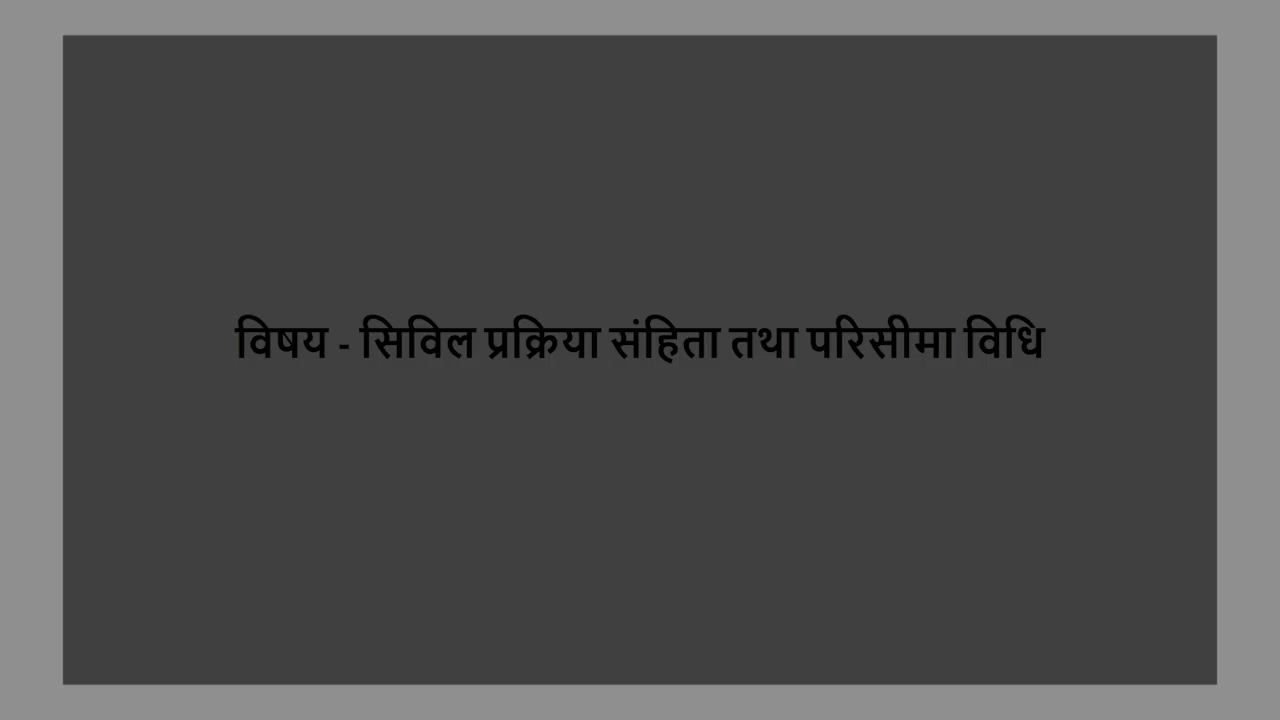 विषय - सिविल प्रक्रिया संहिता तथा परिसीमा विधि